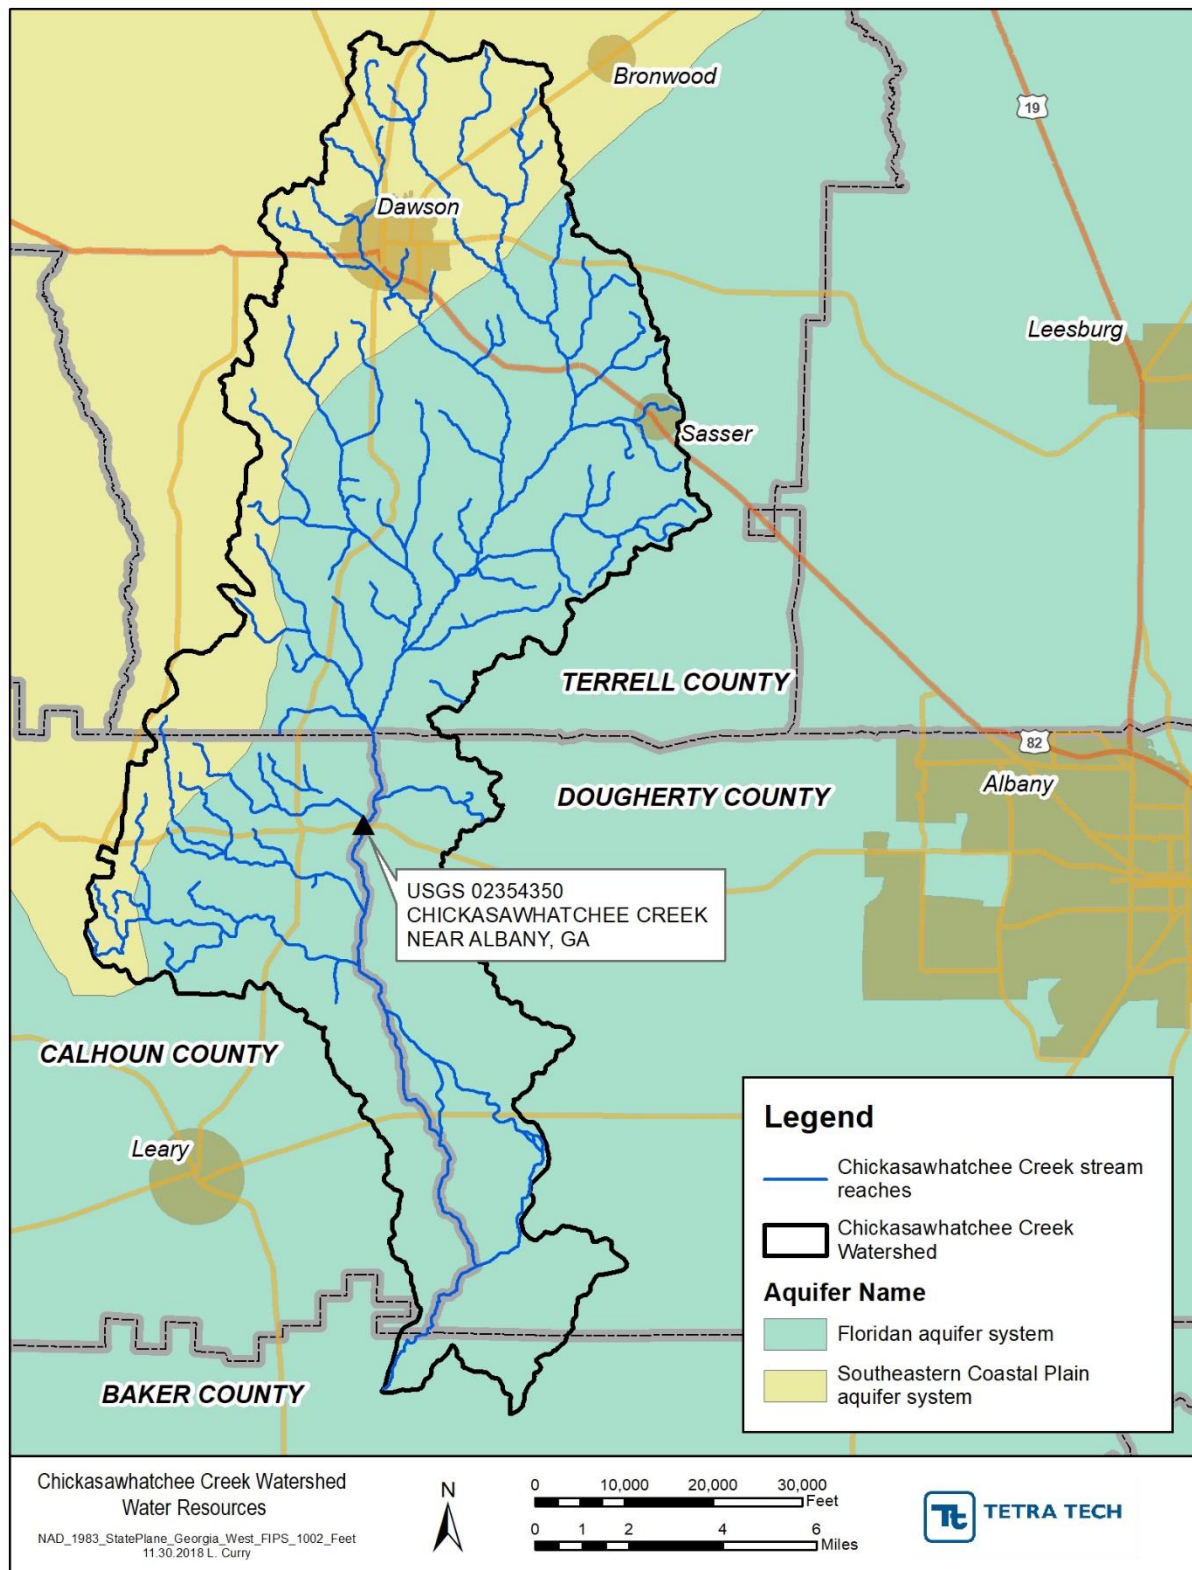 Bronwood
19
Dawson
Leesburg
Sasser
TERRELL COUNTY
82
Albany
DOUGHERTY COUNTY
USGS 02354350
CHICKASAWHATCHEE CREEK
NEAR ALBANY, GA
CALHOUN COUNTY
Leary
BAKER COUNTY
Legend
Chickasawhatchee Creek stream
reaches
Chickasawhatchee Creek
Watershed
Aquifer Name
Floridan aquifer system
Southeastern Coastal Plain
aquifer system
Chickasawhatchee Creek Watershed
Water Resources
NAD_1983_StatePlane_Georgia_West_FIPS_1002_Feet
11.30.2018 L. Curry
N
0 10,000 20,000 30,000
Feet
0 1 2 4 6
Miles
Tt TETRA TECH